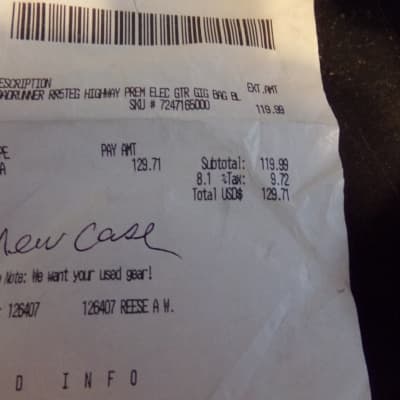 ESCRIPTION EXT.AMT
OADRUNNER RR5TEG HIGHWAY PREM ELEC GTR GIG BAG BL
SKU # 7247165000 119.99
PE PAY AMT
A 129.71 Subtotal: 119.99
8.1 %Tax: 9.72
Total USD$ 129.71
new case
Note: We want your used gear!
126407 126407 REESE A W.
D INFO